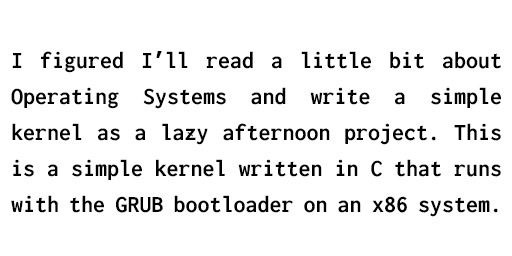 I figured I’ll read a little bit about
Operating Systems and write a simple
kernel as a lazy afternoon project. This
is a simple kernel written in C that runs
with the GRUB bootloader on an x86 system.